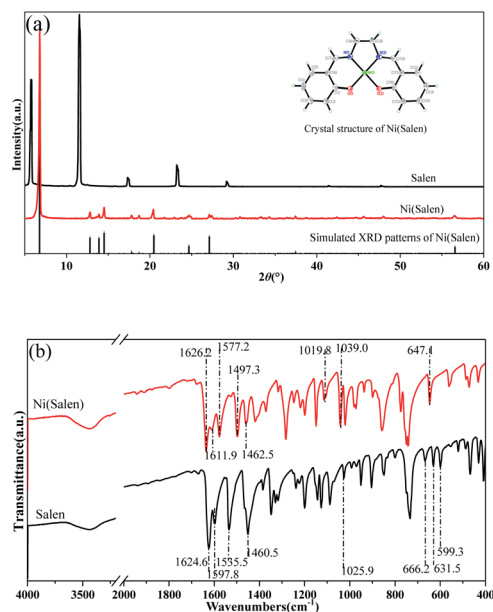 (a)
Crystal structure of Ni(Salen)
Salen
Ni(Salen)
Simulated XRD patterns of Ni(Salen)
Intensity(a.u.)
10 20 30 40 50 60
2θ(°)
(b)
1626.2
1577.2
1497.3
1019.8
1039.0
647.1
Ni(Salen)
1611.9
1462.5
Salen
1624.6
1597.8
1535.5
1460.5
1025.9
666.2
631.5
599.3
Transmittance(a.u.)
4000 3200 2000 1800 1600 1400 1200 1000 800 600 400
Wavenumbers(cm⁻¹)